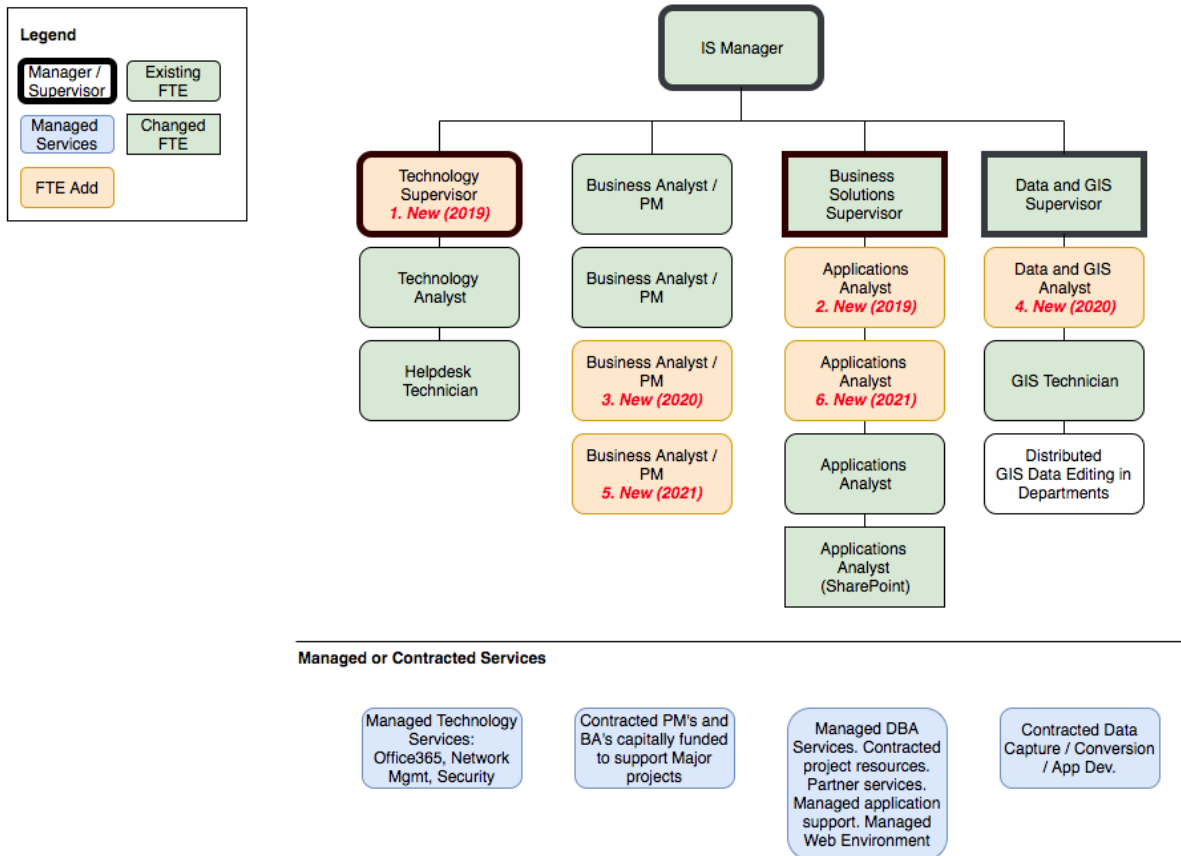 Legend
Manager /
Supervisor
Existing
FTE
Managed
Services
Changed
FTE
FTE Add
IS Manager
Technology
Supervisor
1. New (2019)
Technology
Analyst
Helpdesk
Technician
Business Analyst /
PM
Business Analyst /
PM
Business Analyst /
PM
3. New (2020)
Business Analyst /
PM
5. New (2021)
Business
Solutions
Supervisor
Applications
Analyst
2. New (2019)
Applications
Analyst
6. New (2021)
Applications
Analyst
Applications
Analyst
(SharePoint)
Data and GIS
Supervisor
Data and GIS
Analyst
4. New (2020)
GIS Technician
Distributed
GIS Data Editing in
Departments
Managed or Contracted Services
Managed Technology
Services:
Office365, Network
Mgmt, Security
Contracted PM's and
BA's capitally funded
to support Major
projects
Managed DBA
Services. Contracted
project resources.
Partner services.
Managed application
support. Managed
Web Environment
Contracted Data
Capture / Conversion
/ App Dev.